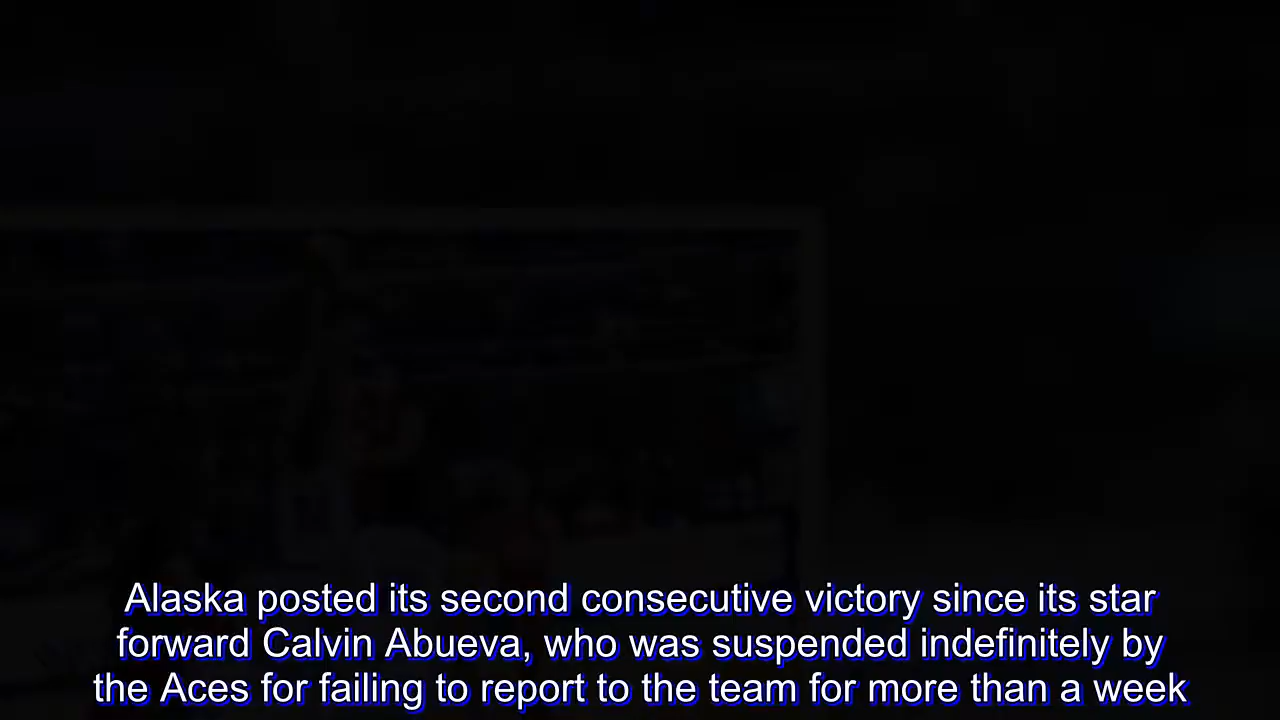 Alaska posted its second consecutive victory since its star
forward Calvin Abueva, who was suspended indefinitely by
the Aces for failing to report to the team for more than a week